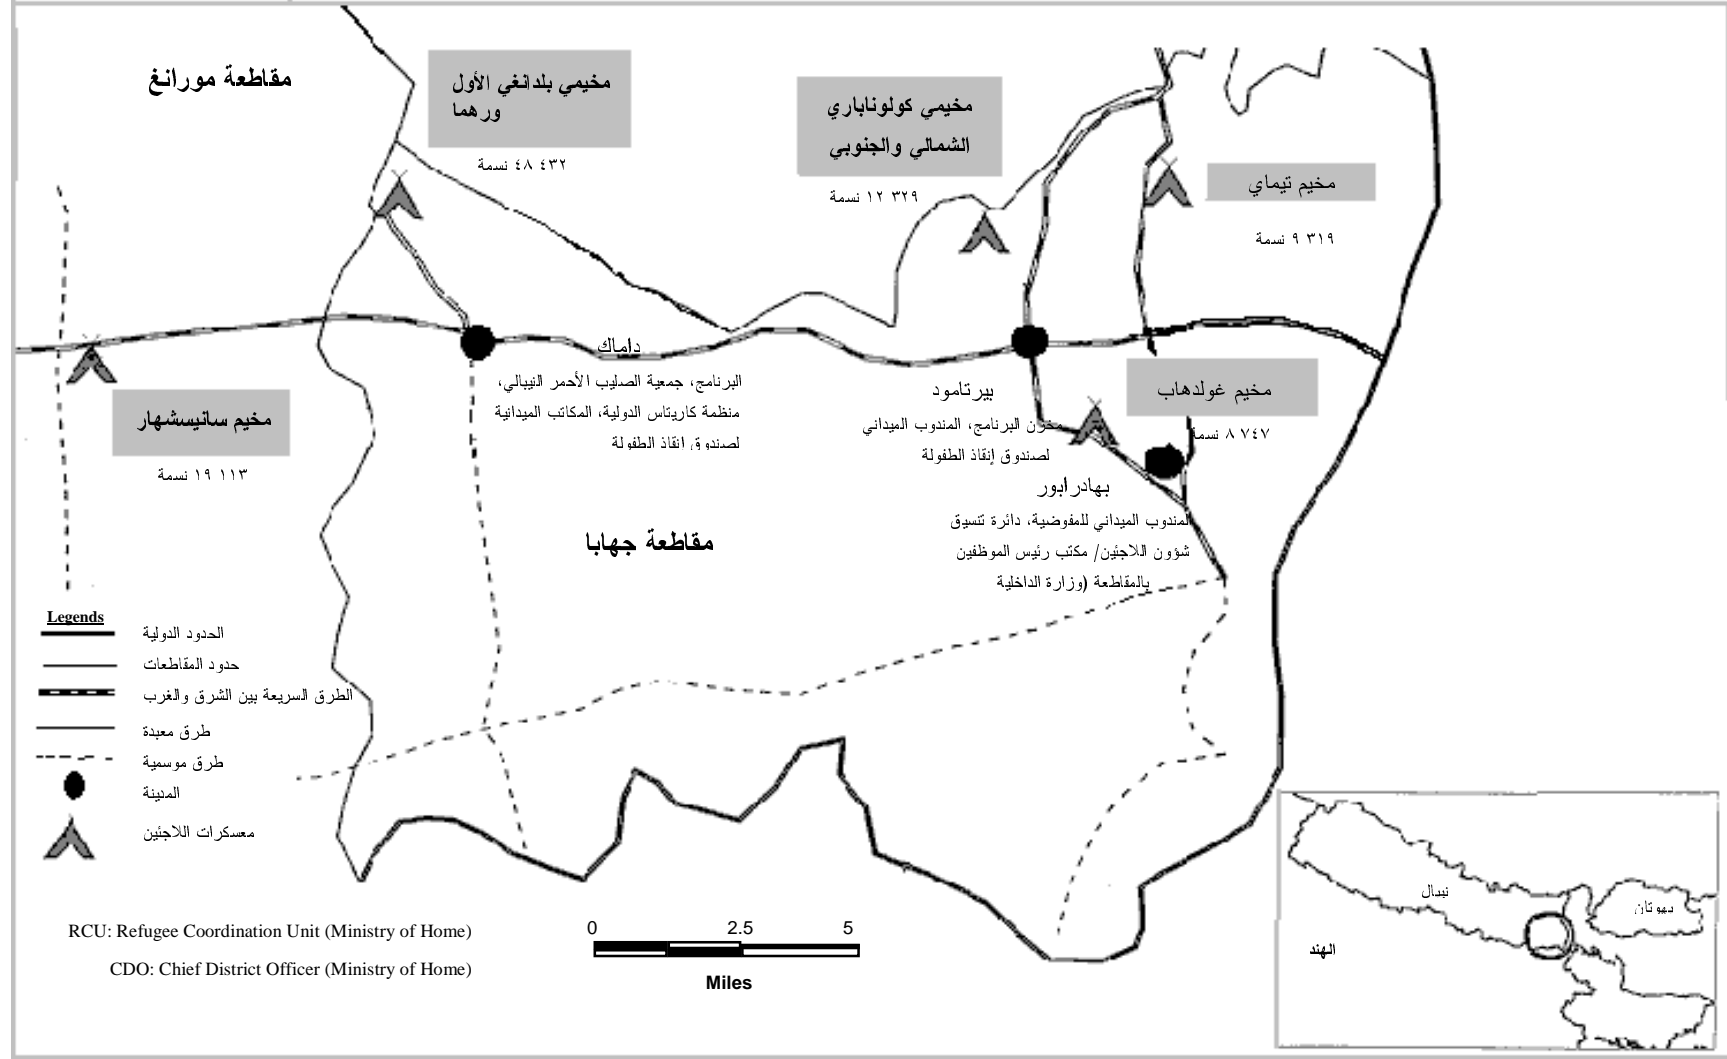 مقاطعة مورانغ
مخيمي بلدانغي الأول
ورهما
٤٨ ٤٣٢ نسمة
مخيمي كولوناباري
الشمالي والجنوبي
١٢ ٣٢٩ نسمة
مخيم تيماي
٩ ٣١٩ نسمة
مخيم سانيسشهار
١٩ ١١٣ نسمة
داماك
البرنامج، جمعية الصليب الأحمر النيبالي،
منظمة كاريتاس الدولية، المكاتب الميدانية
لصندوق إنقاذ الطفولة
بيرتامود
مخزن البرنامج، المندوب الميداني
لصندوق إنقاذ الطفولة
مخيم غولدهاب
٨ ٧٤٧ نسمة
بهادرابور
المندوب الميداني للمفوضية، دائرة تنسيق
شؤون اللاجئين/ مكتب رئيس الموظفين
بالمقاطعة (وزارة الداخلية
مقاطعة جهابا
Legends
الحدود الدولية
حدود المقاطعات
الطرق السريعة بين الشرق والغرب
طرق معبدة
طرق موسمية
المدينة
معسكرات اللاجئين
RCU: Refugee Coordination Unit (Ministry of Home)
CDO: Chief District Officer (Ministry of Home)
0 2.5 5
Miles
نيبال
بهوتان
الهند